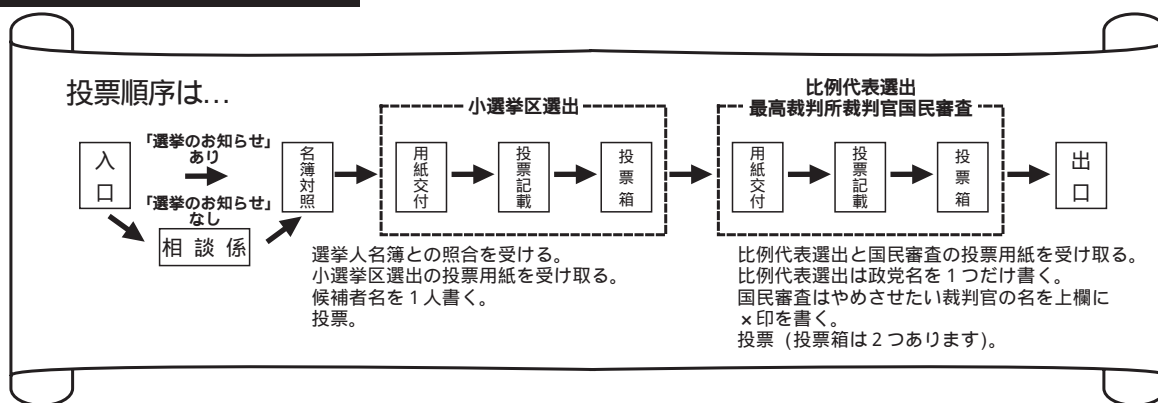 投票順序は…
入口
「選挙のお知らせ」
あり
「選挙のお知らせ」
なし
相談係
名簿対照
小選挙区選出
用紙交付
投票記載
投票箱
選挙人名簿との照合を受ける。
小選挙区選出の投票用紙を受け取る。
候補者名を1人書く。
投票。
比例代表選出
最高裁判所裁判官国民審査
用紙交付
投票記載
投票箱
比例代表選出と国民審査の投票用紙を受け取る。
比例代表選出は政党名を1つだけ書く。
国民審査はやめさせたい裁判官の名を上欄に
×印を書く。
投票(投票箱は2つあります)。
出口